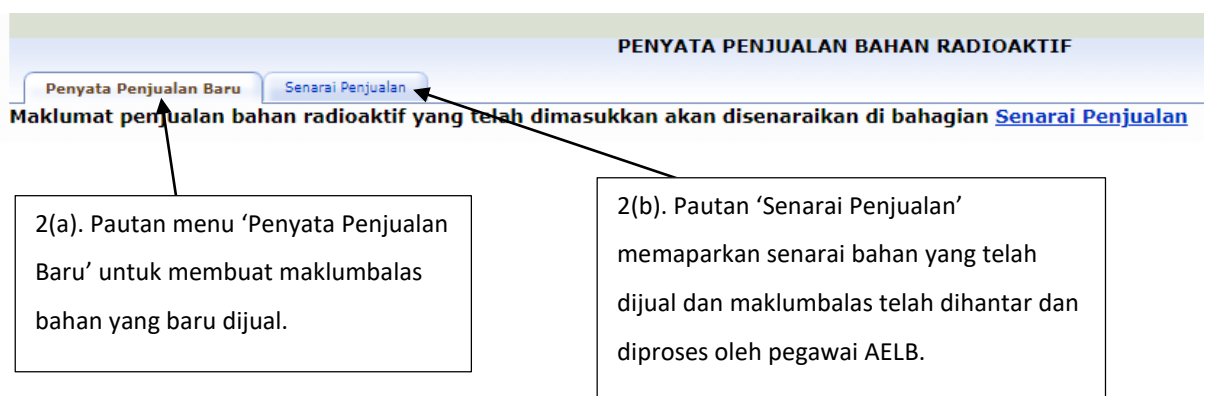 PENYATA PENJUALAN BAHAN RADIOAKTIF
Penyata Penjualan Baru
Senarai Penjualan
Maklumat penjualan bahan radioaktif yang telah dimasukkan akan disenaraikan di bahagian Senarai Penjualan
2(a). Pautan menu ‘Penyata Penjualan
Baru’ untuk membuat maklumbalas
bahan yang baru dijual.
2(b). Pautan ‘Senarai Penjualan’
memaparkan senarai bahan yang telah
dijual dan maklumbalas telah dihantar dan
diproses oleh pegawai AELB.